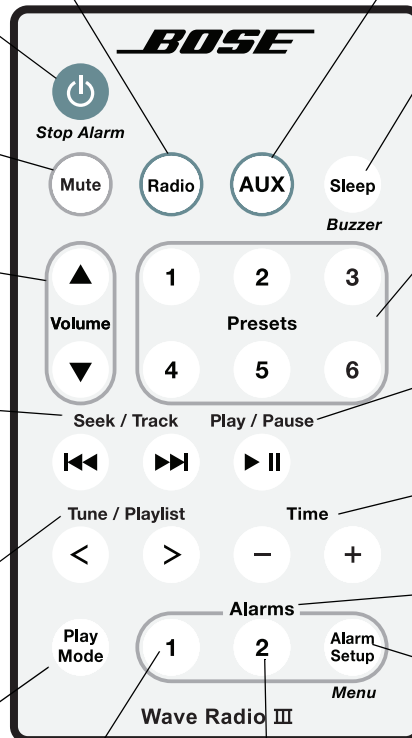 BOSE
Stop Alarm
Mute Radio AUX Sleep
Buzzer
1 2 3
Volume Presets
4 5 6
Seek / Track Play / Pause
Tune / Playlist Time
< > − +
Alarms
Play Mode 1 2 Alarm Setup
Menu
Wave Radio III